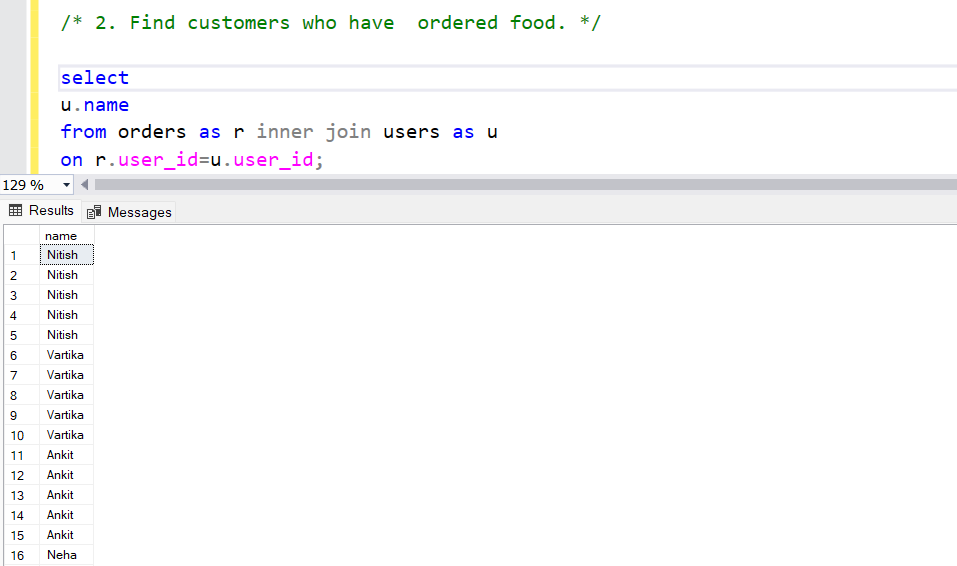 /* 2. Find customers who have  ordered food. */
select
u.name
from orders as r inner join users as u
on r.user_id=u.user_id;
129 %
Results Messages
name
1 Nitish
2 Nitish
3 Nitish
4 Nitish
5 Nitish
6 Vartika
7 Vartika
8 Vartika
9 Vartika
10 Vartika
11 Ankit
12 Ankit
13 Ankit
14 Ankit
15 Ankit
16 Neha